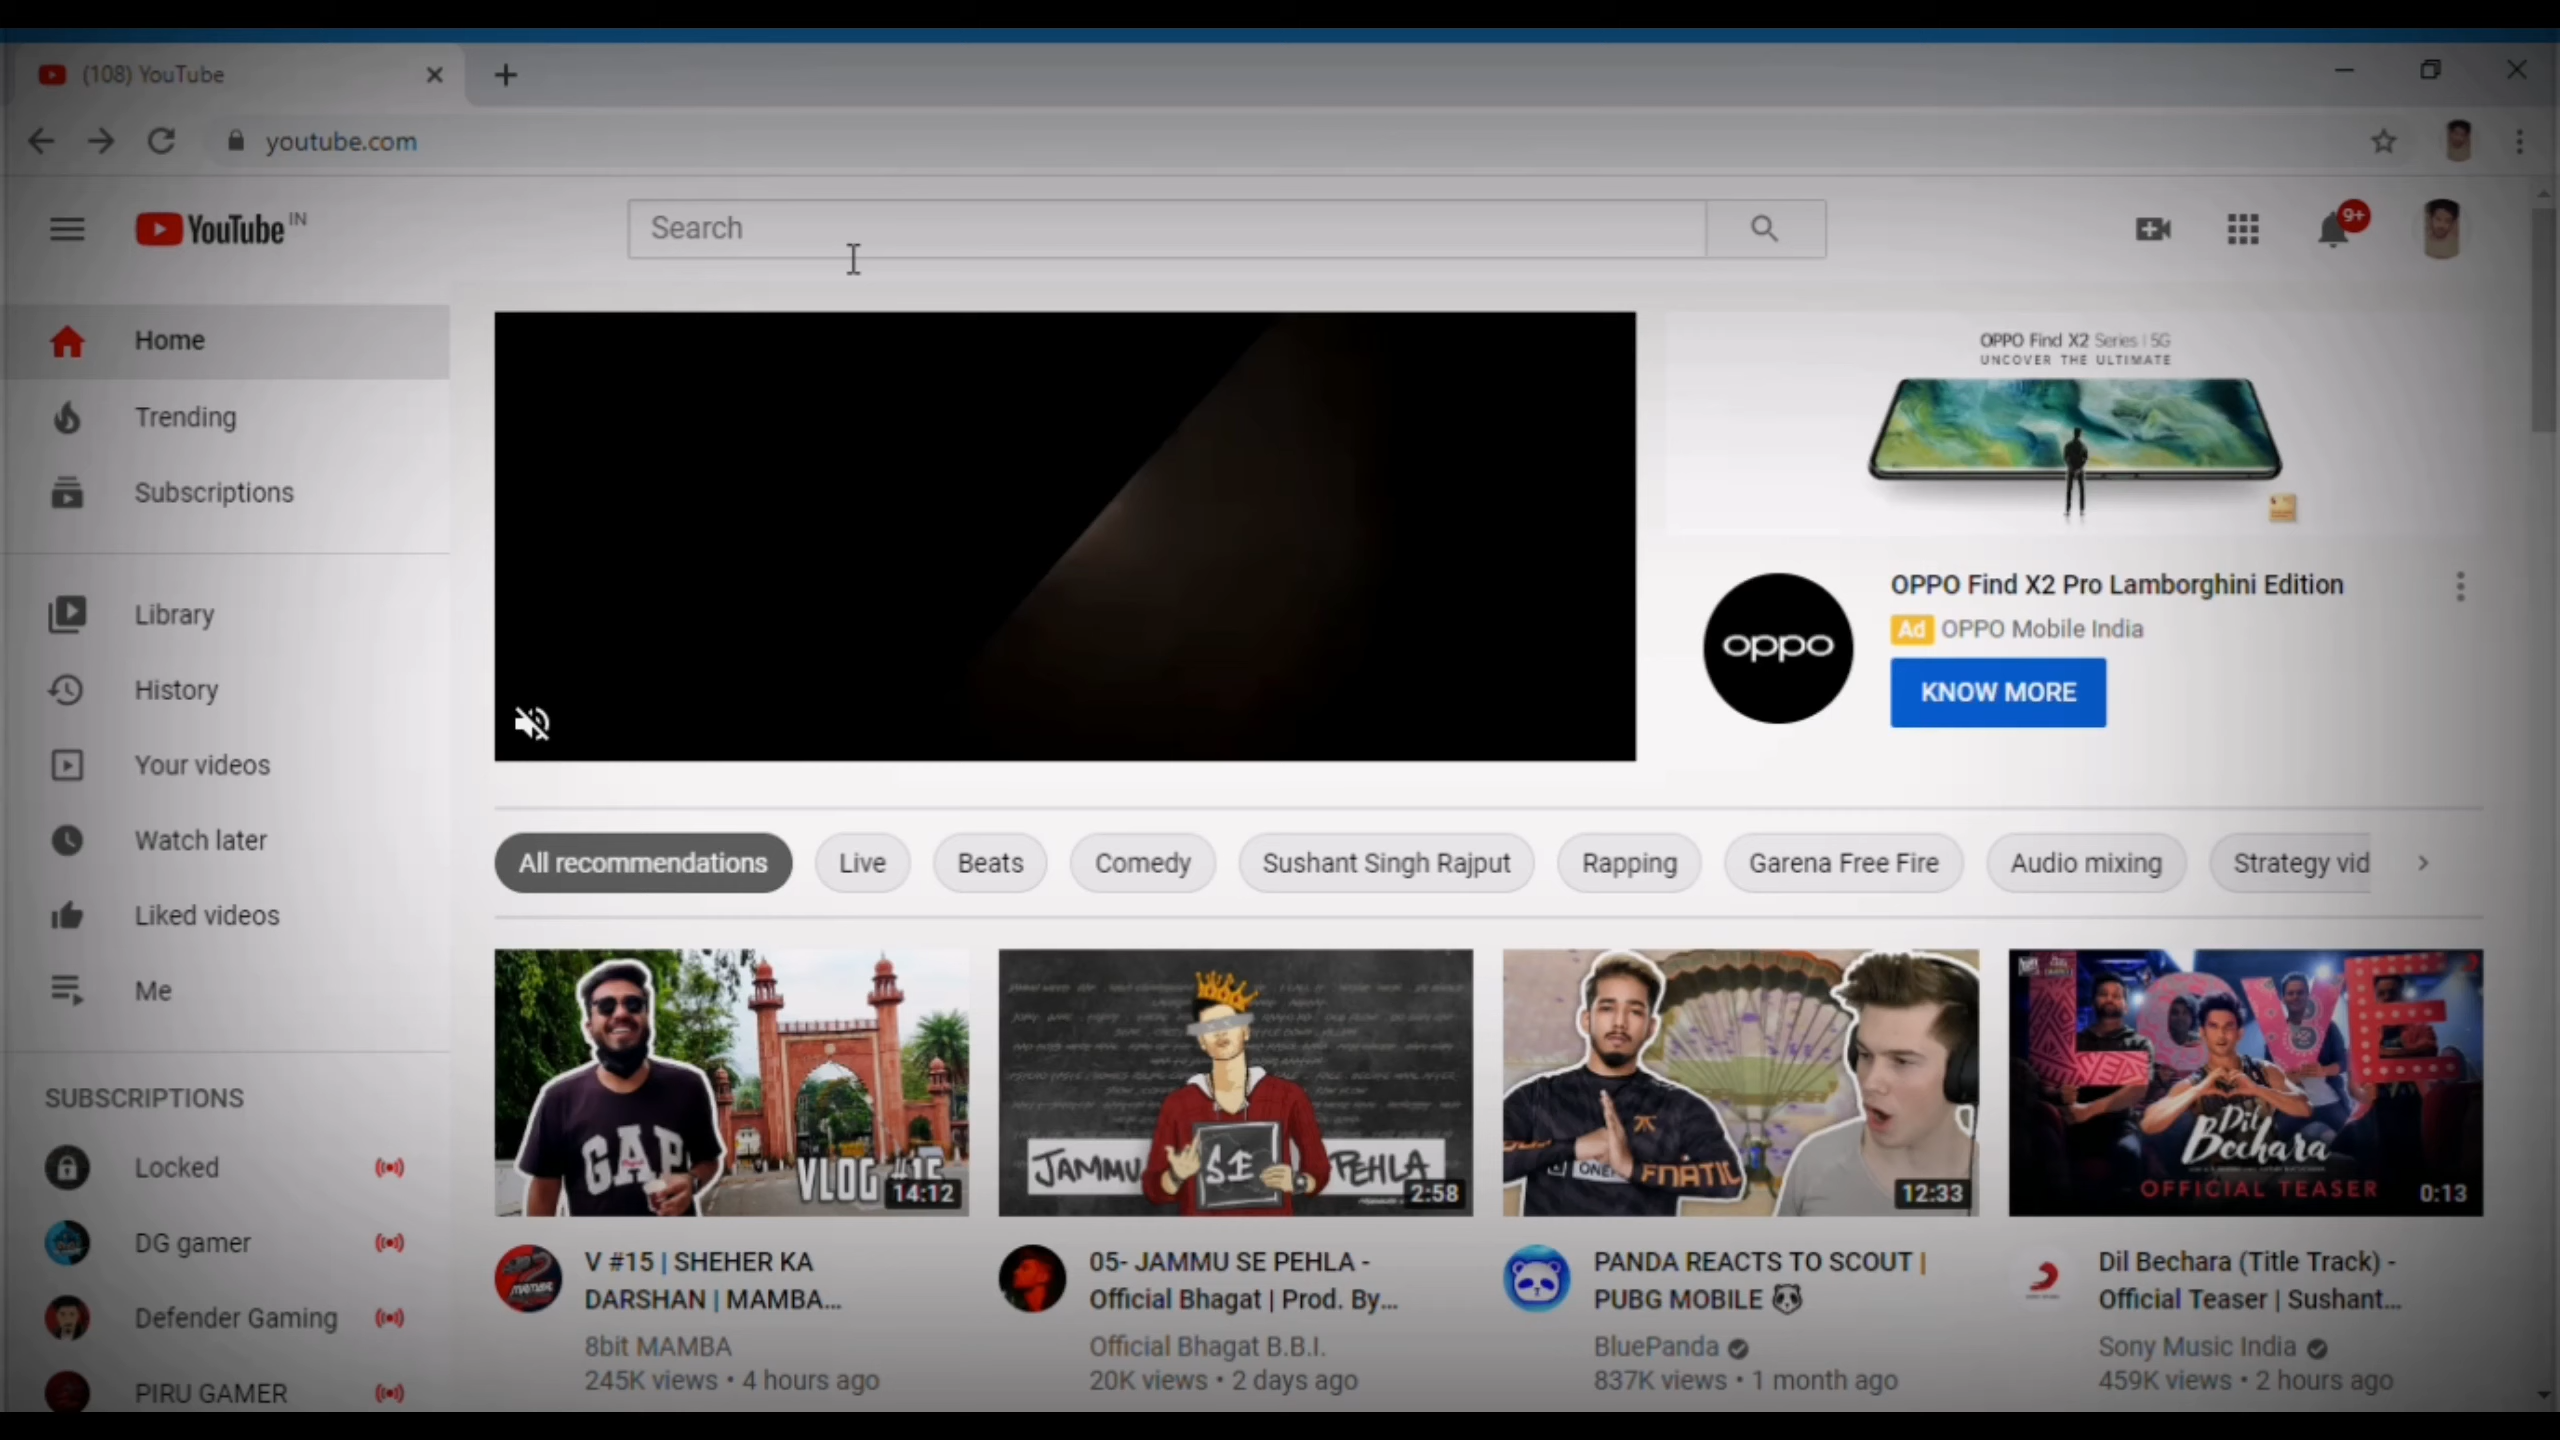 (108) YouTube
youtube.com
YouTube IN
Search
9+
Home
Trending
Subscriptions
Library
History
Your videos
Watch later
Liked videos
Me
SUBSCRIPTIONS
Locked
DG gamer
Defender Gaming
PIRU GAMER
OPPO Find X2 Series | 5G
UNCOVER THE ULTIMATE
oppo
OPPO Find X2 Pro Lamborghini Edition
Ad OPPO Mobile India
KNOW MORE
All recommendations
Live
Beats
Comedy
Sushant Singh Rajput
Rapping
Garena Free Fire
Audio mixing
Strategy vid
GAP
VLOG #15
14:12
V #15 | SHEHER KA
DARSHAN | MAMBA...
8bit MAMBA
245K views • 4 hours ago
JAMMU SE PEHLA
2:58
05- JAMMU SE PEHLA -
Official Bhagat | Prod. By...
Official Bhagat B.B.I.
20K views • 2 days ago
FNATIC
12:33
PANDA REACTS TO SCOUT |
PUBG MOBILE 🐼
BluePanda
837K views • 1 month ago
LOVE
Dil
Bechara
OFFICIAL TEASER
0:13
Dil Bechara (Title Track) -
Official Teaser | Sushant...
Sony Music India
459K views • 2 hours ago